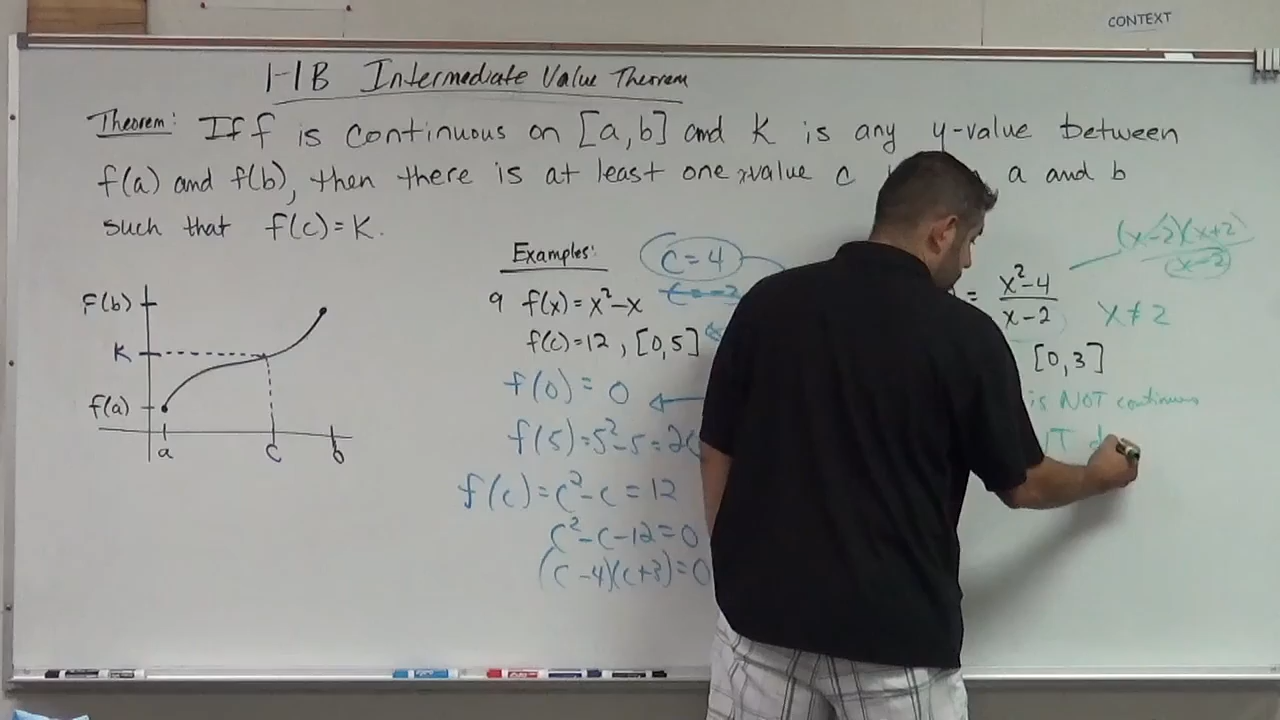 CONTEXT
1-1B Intermediate Value Theorem
Theorem: If f is continuous on [a,b] and K is any y-value between
f(a) and f(b), then there is at least one x-value c a and b
such that f(c)=K.
f(b)
K
f(a)
a c b
Examples:
c=4
9 f(x)=x²-x
f(c)=12, [0,5]
f(0)=0
f(5)=5²-5=2
f(c)=c²-c=12
c²-c-12=0
(c-4)(c+3)=0
(x-2)(x+2)
(x-2)
= x²-4
x-2
x≠2
[0,3]
is NOT continuous